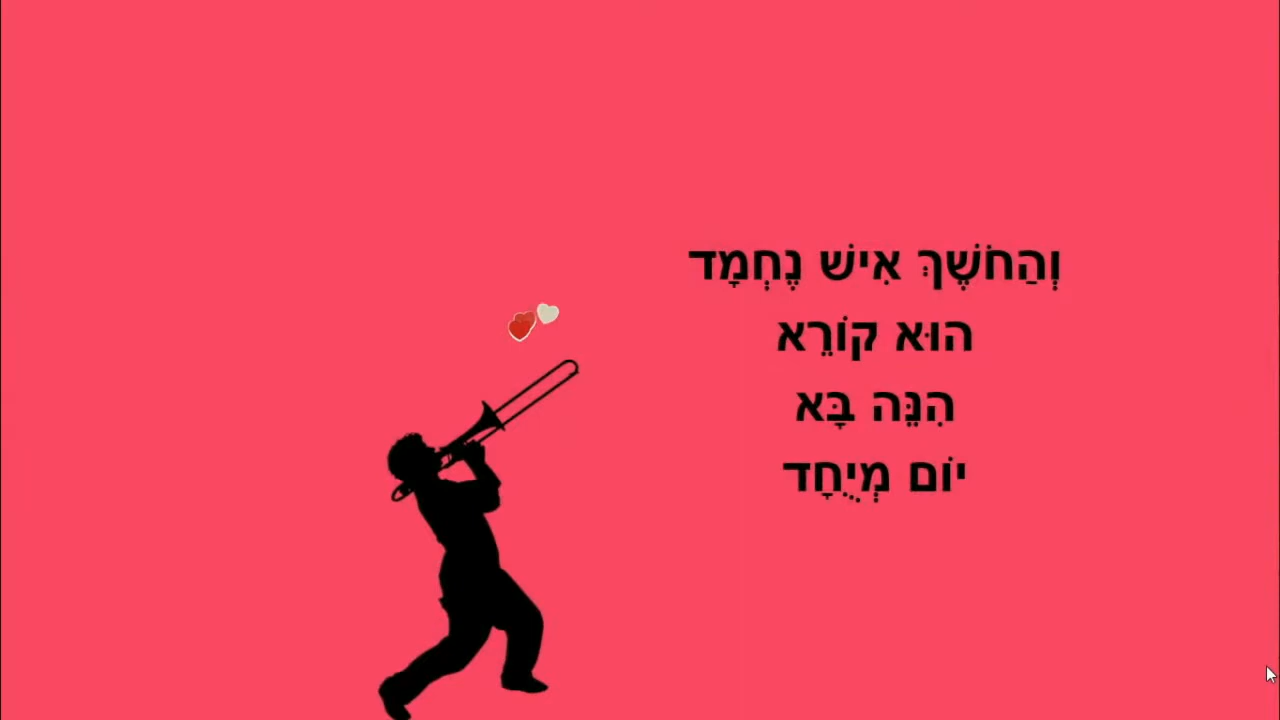 וְהַחֹשֶׁךְ אִישׁ נֶחְמָד
הוּא קוֹרֵא
הִנֵּה בָּא
יוֹם מְיֻחָד